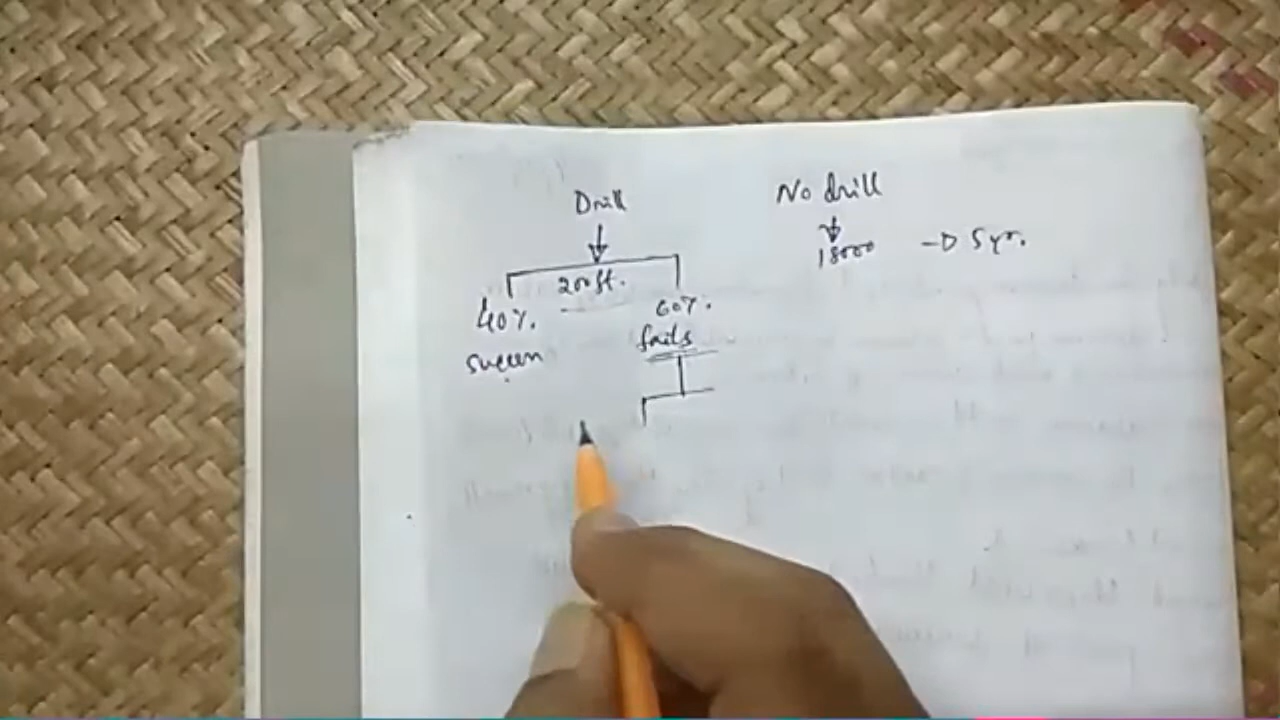 Drill
No drill
18000 → 5 yr.
200 ft.
40%.
60%.
success
fails